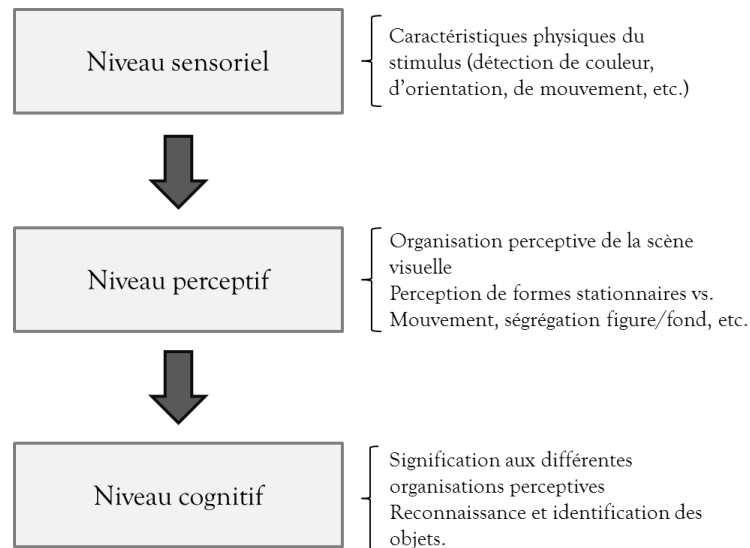 Niveau sensoriel
Caractéristiques physiques du
stimulus (détection de couleur,
d'orientation, de mouvement, etc.)
Niveau perceptif
Organisation perceptive de la scène
visuelle
Perception de formes stationnaires vs.
Mouvement, ségrégation figure/fond, etc.
Niveau cognitif
Signification aux différentes
organisations perceptives
Reconnaissance et identification des
objets.